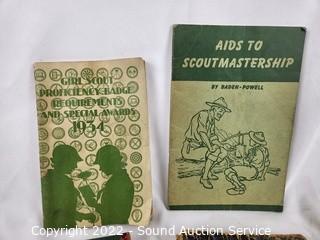 GIRL SCOUT
PROFICIENCY BADGE
REQUIREMENTS
AND SPECIAL AWARDS
1934
AIDS TO
SCOUTMASTERSHIP
BY BADEN-POWELL
Copyright 2022 - Sound Auction Service